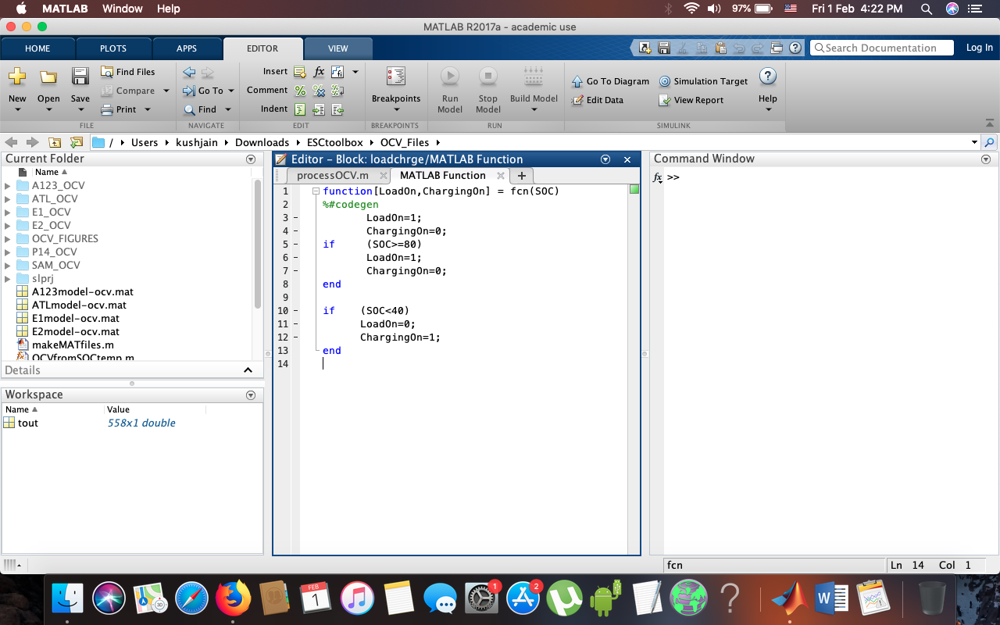 MATLAB Window Help 97% Fri 1 Feb 4:22 PM
MATLAB R2017a - academic use
HOME PLOTS APPS EDITOR VIEW Search Documentation Log In
New Open Save Find Files Compare Print
FILE
Go To Find
NAVIGATE
Insert fx
Comment % % %
Indent
EDIT
Breakpoints
BREAKPOINTS
Run Model Stop Model Build Model
RUN
Go To Diagram Simulation Target
Edit Data View Report
Help
SIMULINK
/ Users kushjain Downloads ESCtoolbox OCV_Files
Current Folder
Name
A123_OCV
ATL_OCV
E1_OCV
E2_OCV
OCV_FIGURES
P14_OCV
SAM_OCV
slprj
A123model-ocv.mat
ATLmodel-ocv.mat
E1model-ocv.mat
E2model-ocv.mat
makeMATfiles.m
OCVfromSOCtemp.m
Details
Workspace
Name Value
tout 558x1 double
Editor - Block: loadchrge/MATLAB Function
processOCV.m MATLAB Function +
1 function[LoadOn,ChargingOn] = fcn(SOC)
2 %#codegen
3 - LoadOn=1;
4 - ChargingOn=0;
5 - if (SOC>=80)
6 - LoadOn=1;
7 - ChargingOn=0;
8 end
9
10 - if (SOC<40)
11 - LoadOn=0;
12 - ChargingOn=1;
13 end
14
Command Window
fx >>
fcn Ln 14 Col 1
FEB 1 30 1 2 W